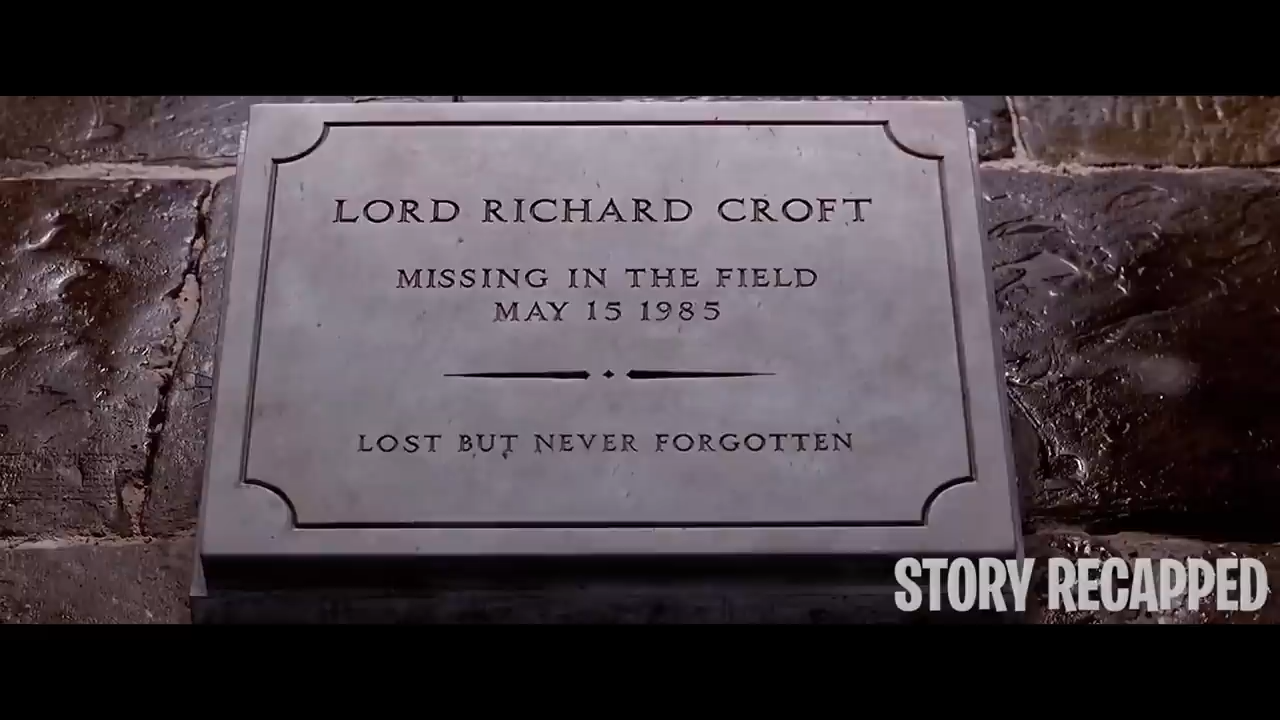 LORD RICHARD CROFT
MISSING IN THE FIELD
MAY 15 1985
LOST BUT NEVER FORGOTTEN
STORY RECAPPED